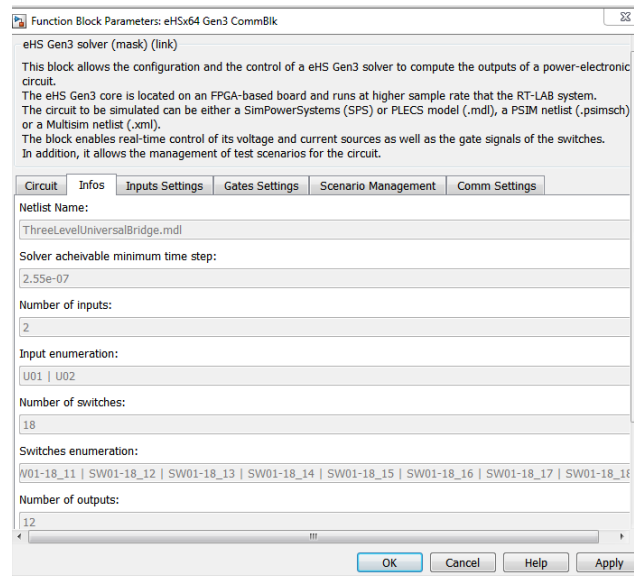 Function Block Parameters: eHSx64 Gen3 CommBlk
eHS Gen3 solver (mask) (link)
This block allows the configuration and the control of a eHS Gen3 solver to compute the outputs of a power-electronic
circuit.
The eHS Gen3 core is located on an FPGA-based board and runs at higher sample rate that the RT-LAB system.
The circuit to be simulated can be either a SimPowerSystems (SPS) or PLECS model (.mdl), a PSIM netlist (.psimsch)
or a Multisim netlist (.xml).
The block enables real-time control of its voltage and current sources as well as the gate signals of the switches.
In addition, it allows the management of test scenarios for the circuit.
Circuit Infos Inputs Settings Gates Settings Scenario Management Comm Settings
Netlist Name:
ThreeLevelUniversalBridge.mdl
Solver acheivable minimum time step:
2.55e-07
Number of inputs:
2
Input enumeration:
U01 | U02
Number of switches:
18
Switches enumeration:
W01-18_11 | SW01-18_12 | SW01-18_13 | SW01-18_14 | SW01-18_15 | SW01-18_16 | SW01-18_17 | SW01-18_18
Number of outputs:
12
OK Cancel Help Apply